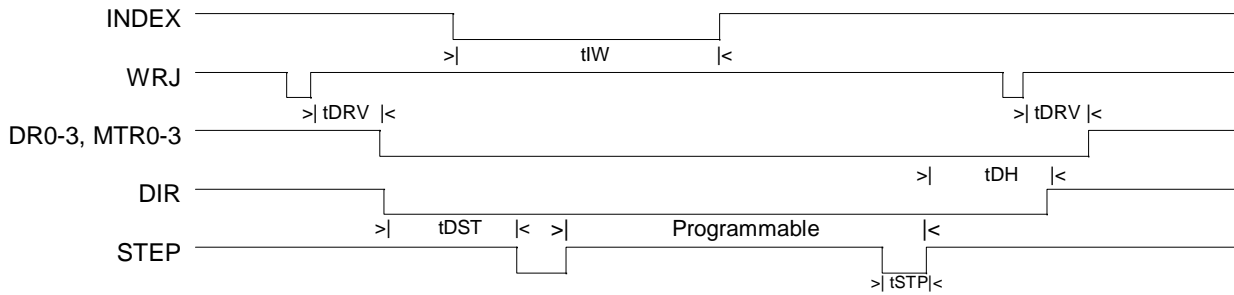 INDEX
>| tIW |<
WRJ
>| tDRV |< >| tDRV |<
DR0-3, MTR0-3
>| tDH |<
DIR
>| tDST |< >| Programmable |<
STEP
>| tSTP |<